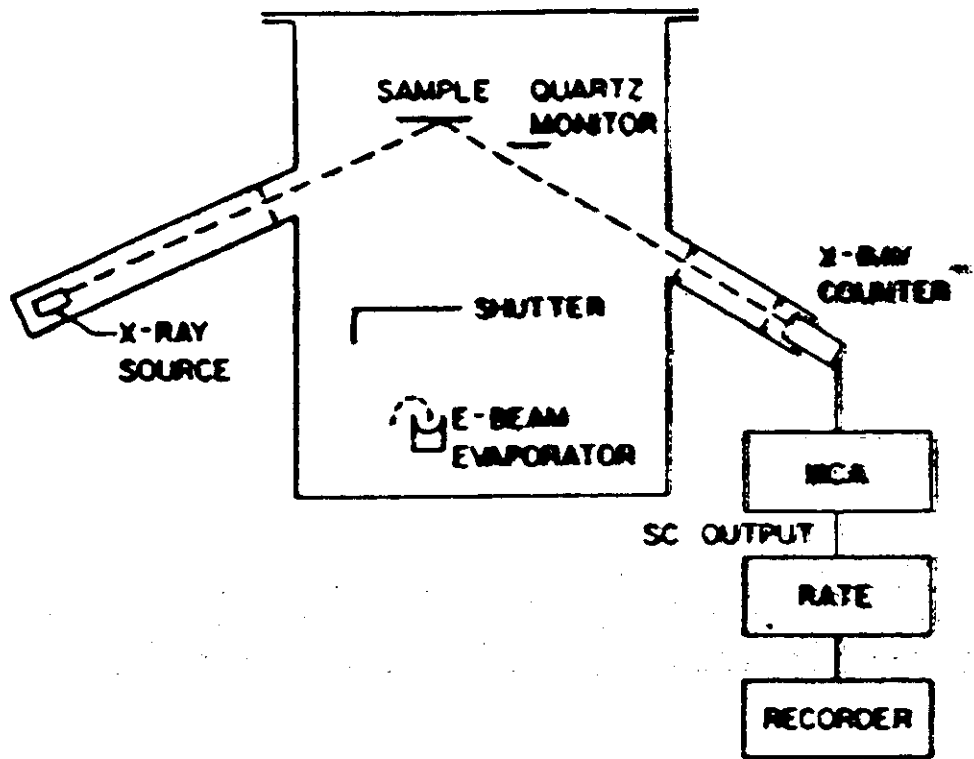 SAMPLE
QUARTZ
MONITOR
X-RAY
COUNTER
SHUTTER
X-RAY
SOURCE
E-BEAM
EVAPORATOR
MCA
SC OUTPUT
RATE
RECORDER